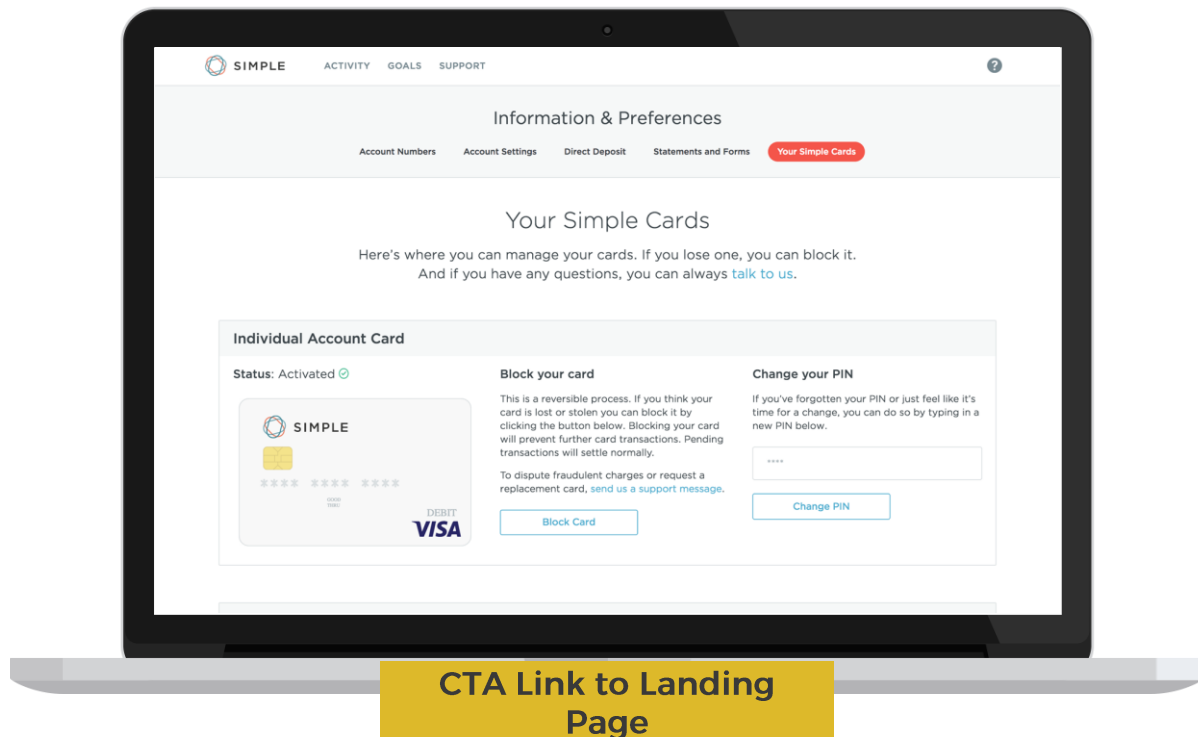 SIMPLE
ACTIVITY GOALS SUPPORT
?
Information & Preferences
Account Numbers Account Settings Direct Deposit Statements and Forms Your Simple Cards
Your Simple Cards
Here's where you can manage your cards. If you lose one, you can block it.
And if you have any questions, you can always talk to us.
Individual Account Card
Status: Activated
SIMPLE
**** **** ****
GOOD
THRU
DEBIT
VISA
Block your card
This is a reversible process. If you think your
card is lost or stolen you can block it by
clicking the button below. Blocking your card
will prevent further card transactions. Pending
transactions will settle normally.
To dispute fraudulent charges or request a
replacement card, send us a support message.
Block Card
Change your PIN
If you've forgotten your PIN or just feel like it's
time for a change, you can do so by typing in a
new PIN below.
****
Change PIN
CTA Link to Landing
Page